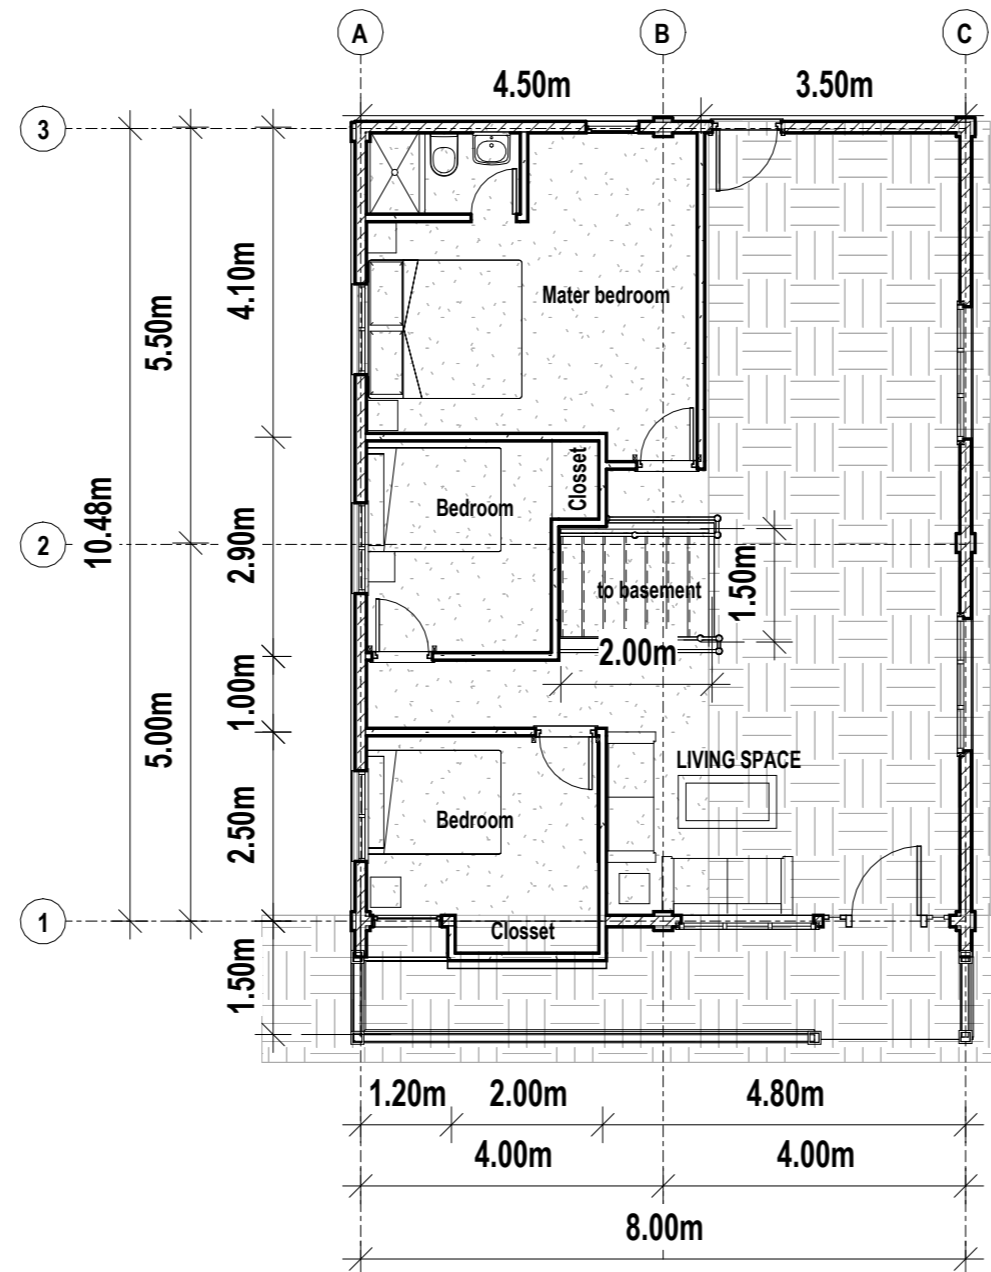 A
B
C
4.50m
3.50m
3
4.10m
5.50m
Mater bedroom
Closset
Bedroom
10.48m
2
2.90m
to basement
1.50m
2.00m
1.00m
5.00m
LIVING SPACE
2.50m
Bedroom
1
Closset
1.50m
1.20m
2.00m
4.80m
4.00m
4.00m
8.00m